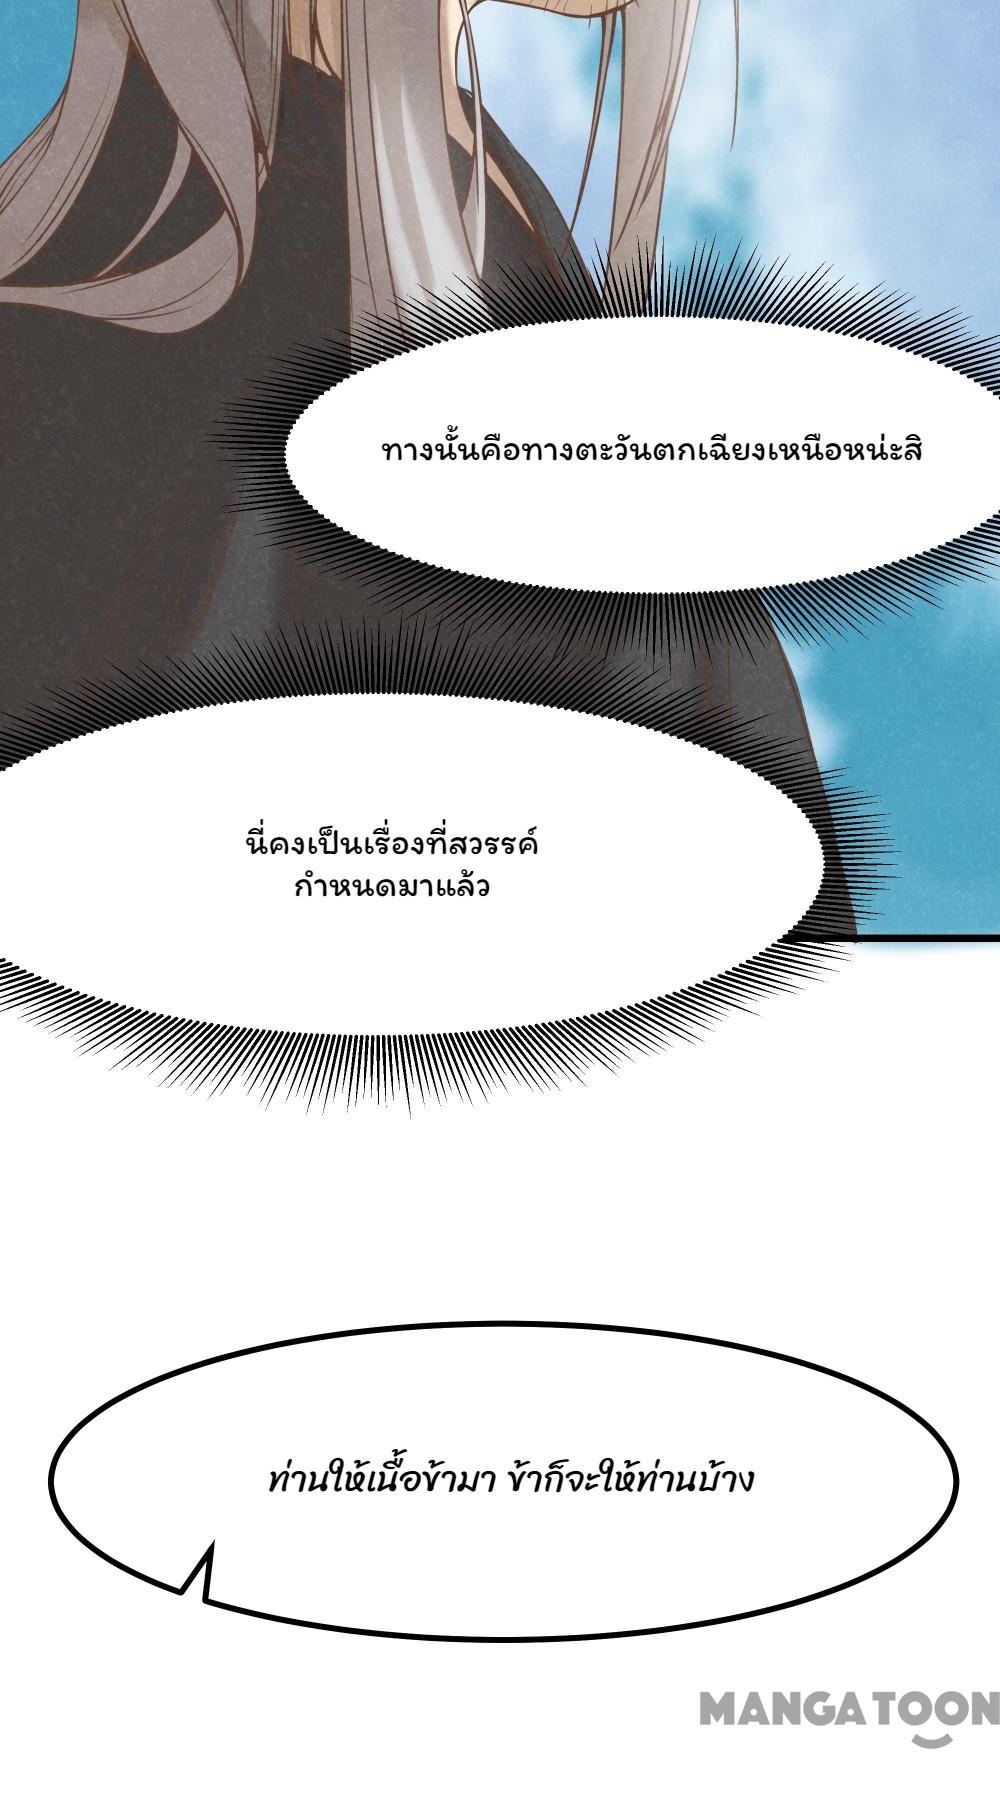 ทางนั้นคือทางตะวันตกเฉียงเหนือหน่ะสิ
นี่คงเป็นเรื่องที่สวรรค์
กำหนดมาแล้ว
ท่านให้เนื้อข้ามา ข้าก็จะให้ท่านบ้าง
MANGATOON